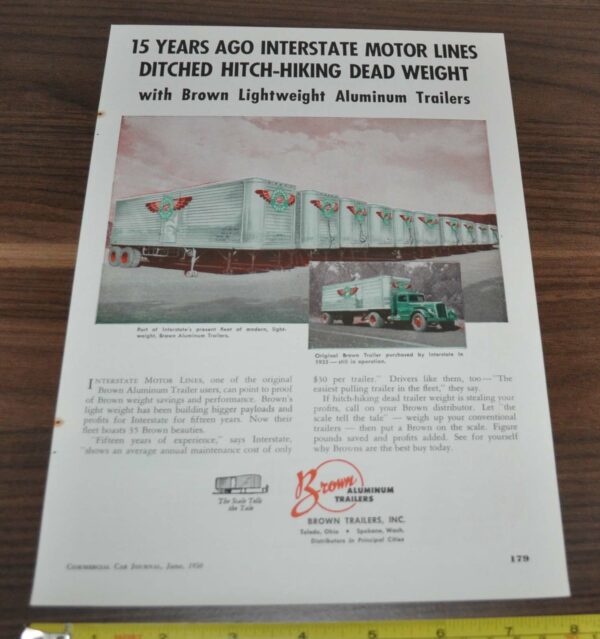 15 YEARS AGO INTERSTATE MOTOR LINES
DITCHED HITCH-HIKING DEAD WEIGHT
with Brown Lightweight Aluminum Trailers
Part of Interstate's present fleet of modern, light-
weight, Brown Aluminum Trailers.
Original Brown Trailer purchased by Interstate in
1935 — still in operation.
INTERSTATE MOTOR LINES, one of the original
Brown Aluminum Trailer users, can point to proof
of Brown weight savings and performance. Brown's
light weight has been building bigger payloads and
profits for Interstate for fifteen years. Now their
fleet boasts 35 Brown beauties.
"Fifteen years of experience," says Interstate,
"shows an average annual maintenance cost of only
$50 per trailer." Drivers like them, too — "The
easiest pulling trailer in the fleet," they say.
If hitch-hiking dead trailer weight is stealing your
profits, call on your Brown distributor. Let "the
scale tell the tale" — weigh up your conventional
trailers — then put a Brown on the scale. Figure
pounds saved and profits added. See for yourself
why Browns are the best buy today.
The Scale Tells
the Tale
Brown
ALUMINUM
TRAILERS
BROWN TRAILERS, INC.
Toledo, Ohio • Spokane, Wash.
Distributors in Principal Cities
COMMERCIAL CAR JOURNAL, June, 1950
179
1 2 3 4 5 6 7 8